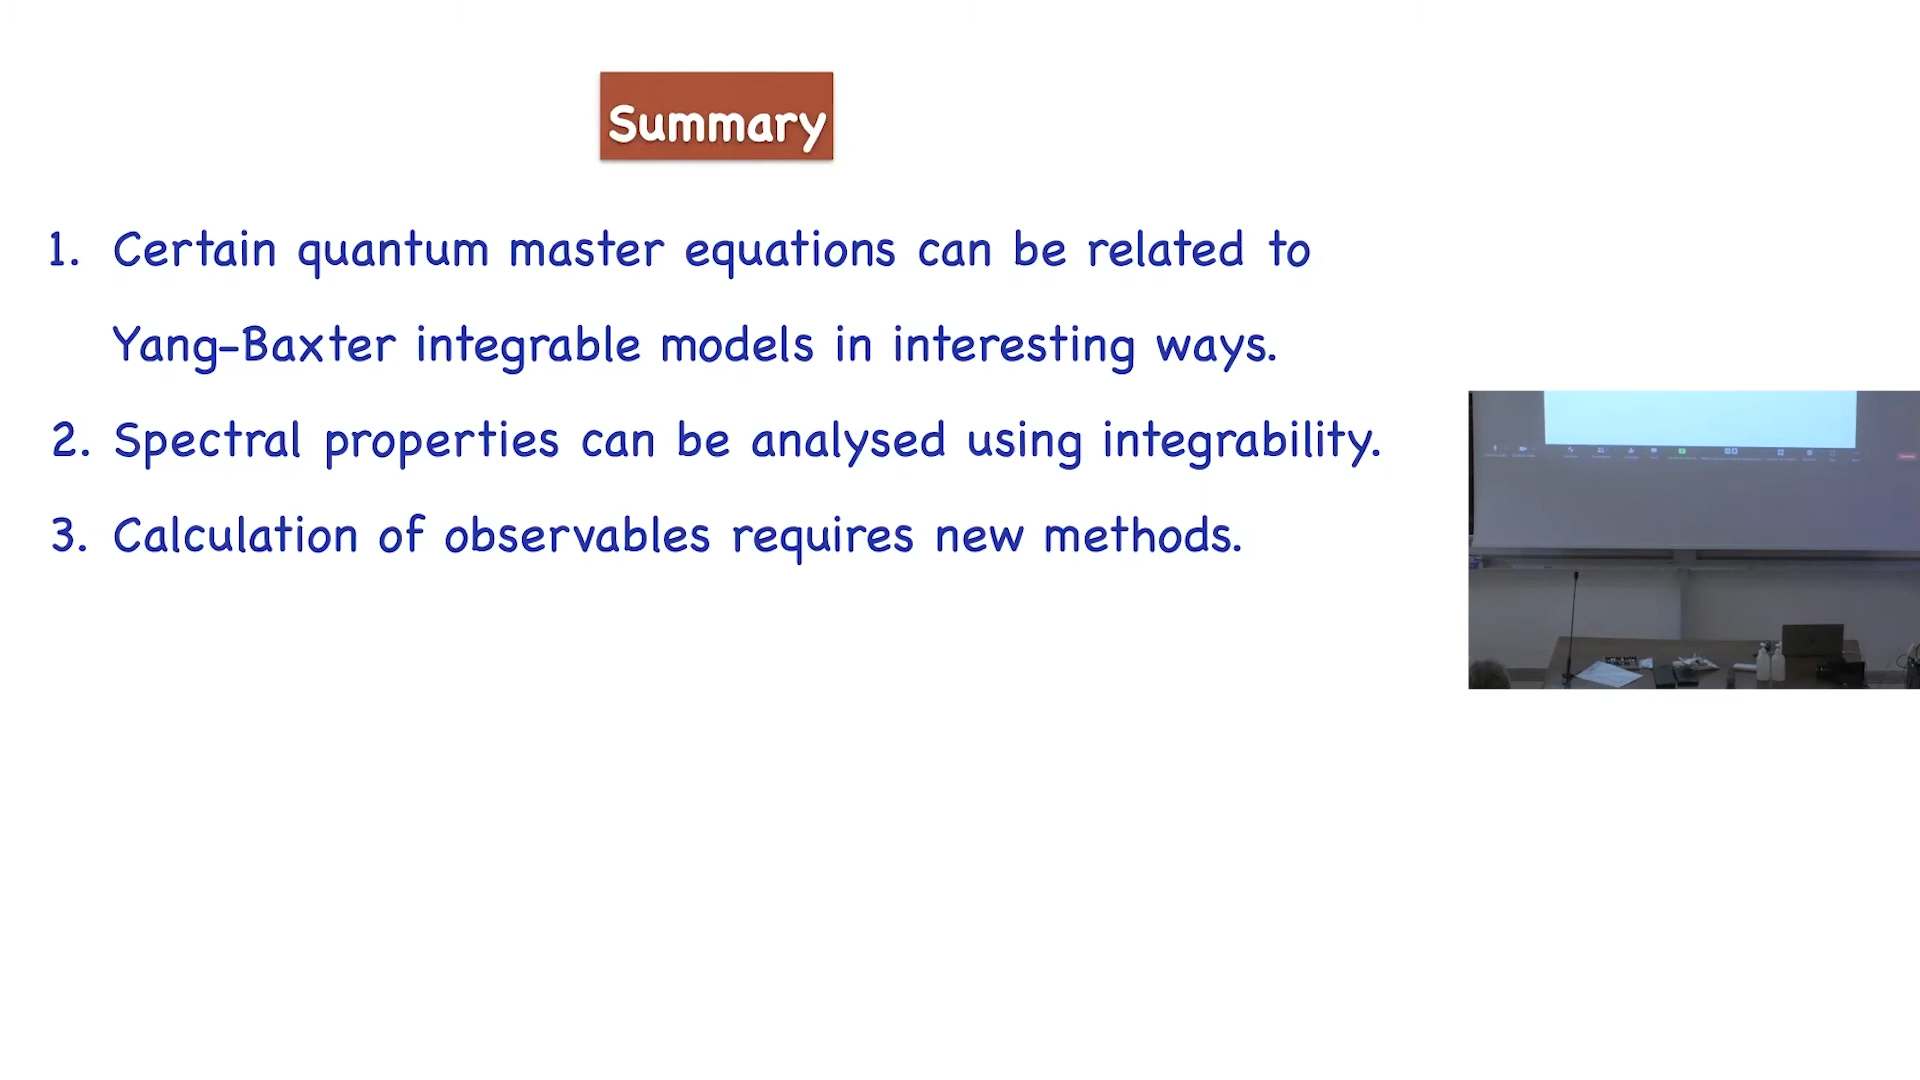 Summary
1. Certain quantum master equations can be related to
Yang-Baxter integrable models in interesting ways.
2. Spectral properties can be analysed using integrability.
3. Calculation of observables requires new methods.